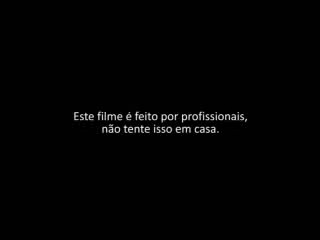 Este filme é feito por profissionais,
não tente isso em casa.